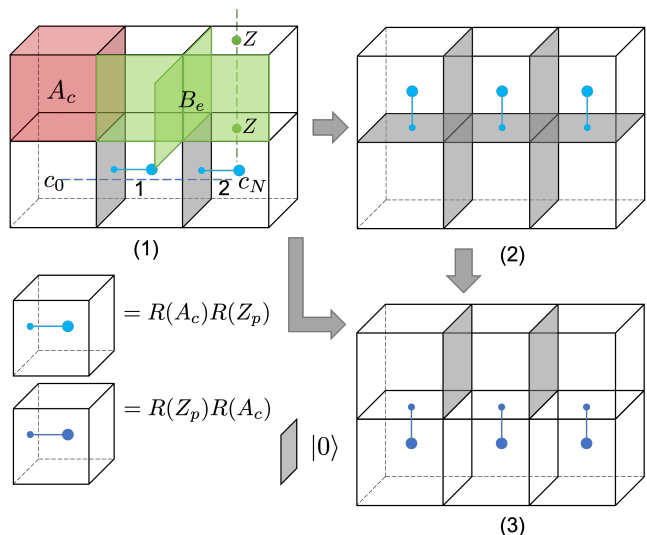 Z
A_c
B_e
Z
c_0
1
2
c_N
(1)
(2)
= R(A_c)R(Z_p)
= R(Z_p)R(A_c)
|0⟩
(3)